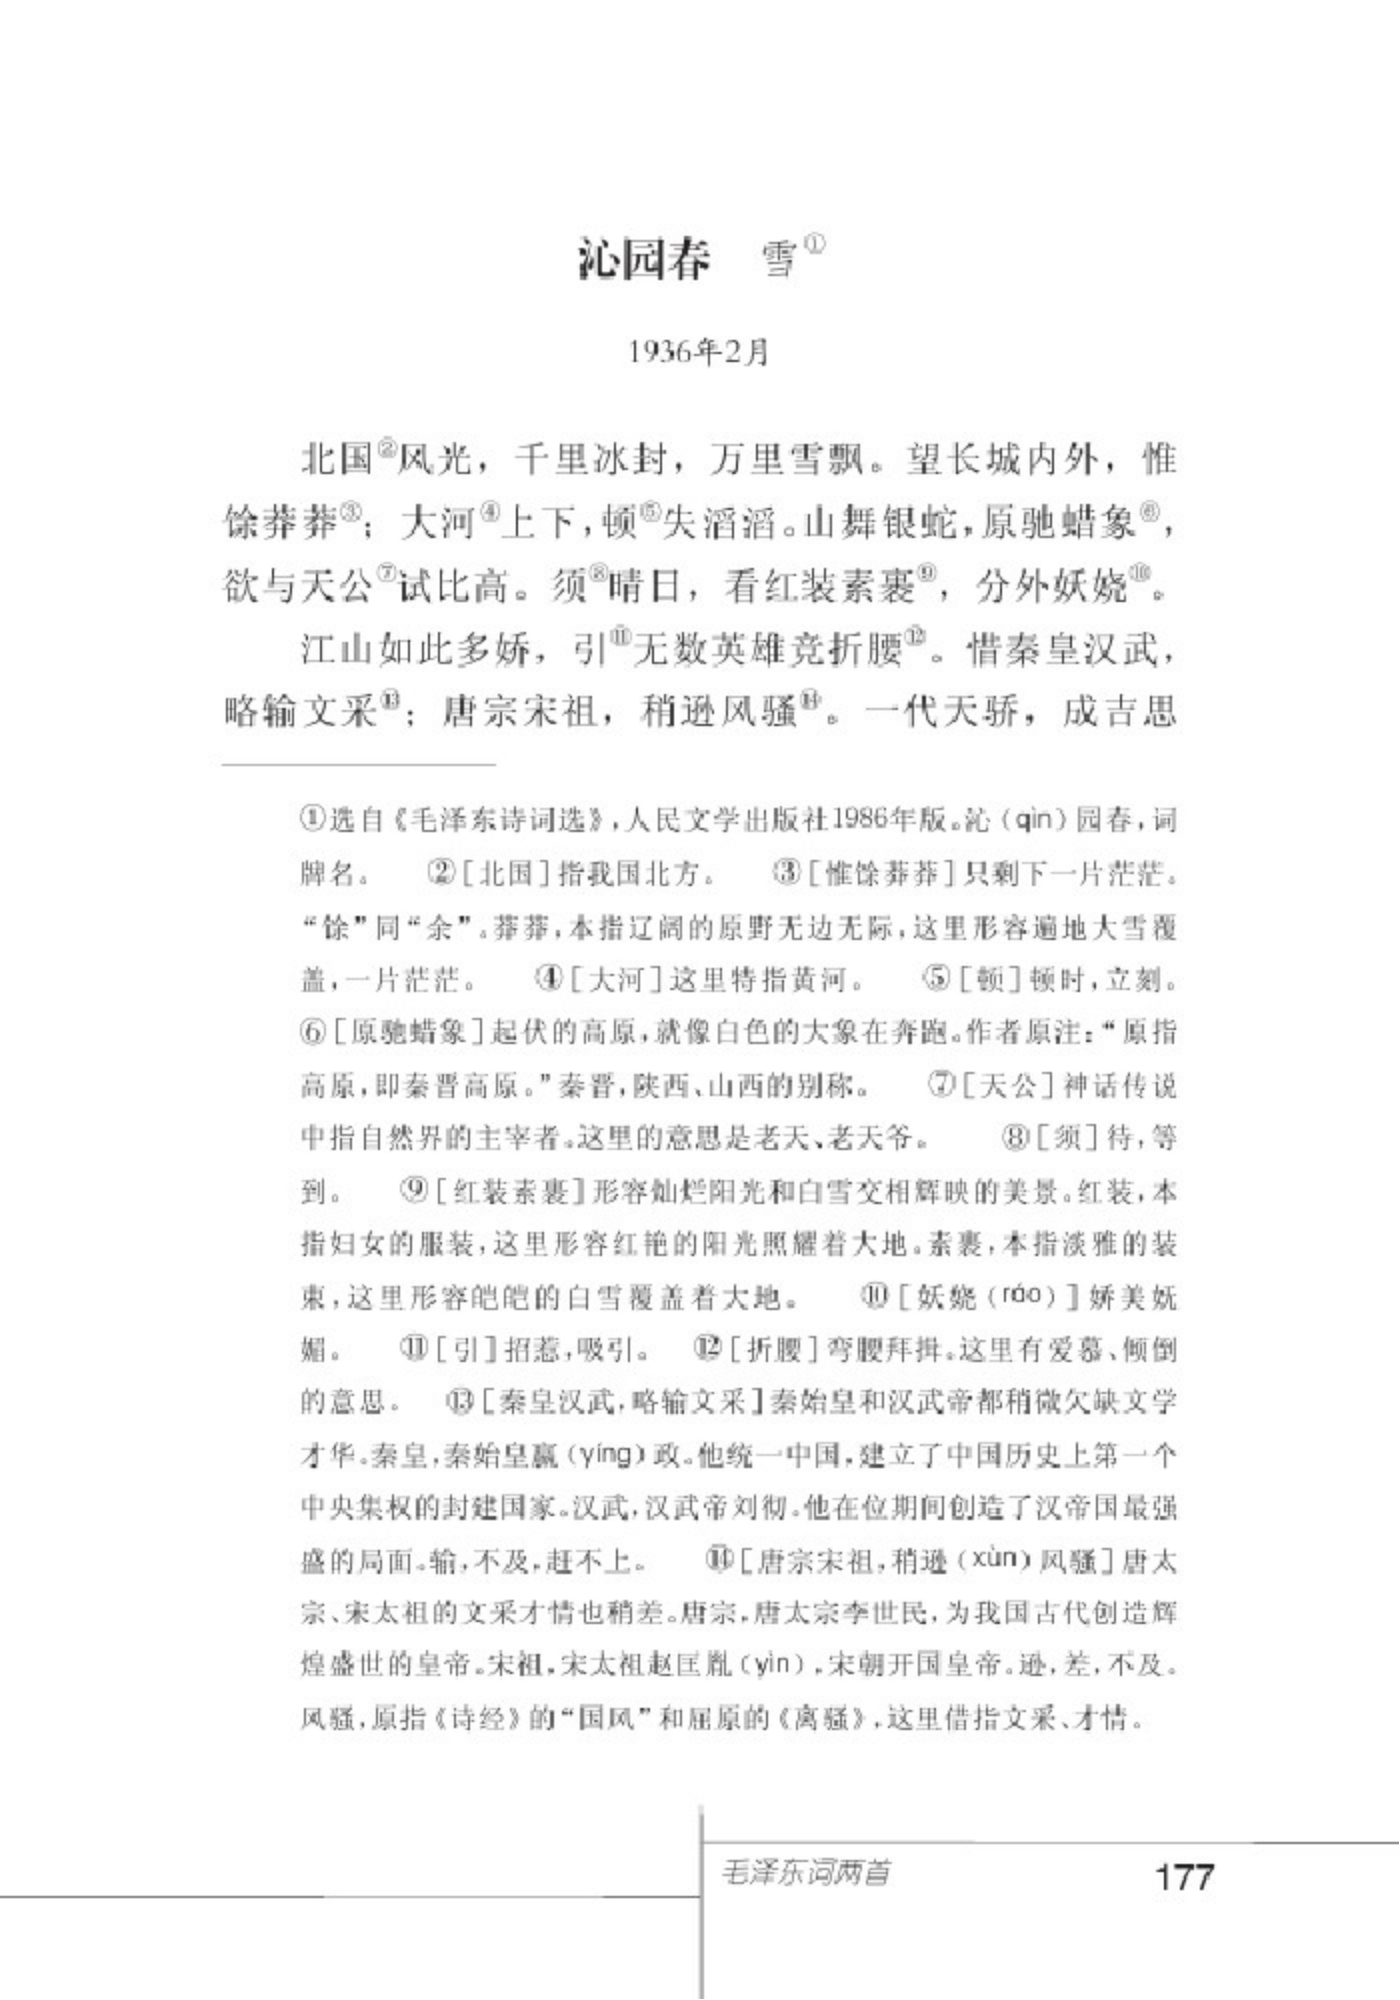 沁园春 雪①
1936年2月
北国②风光，千里冰封，万里雪飘。望长城内外，惟
馀莽莽③；大河④上下，顿⑤失滔滔。山舞银蛇，原驰蜡象⑥，
欲与天公⑦试比高。须⑧晴日，看红装素裹⑨，分外妖娆⑩。
江山如此多娇，引⑪无数英雄竞折腰⑫。惜秦皇汉武，
略输文采⑬；唐宗宋祖，稍逊风骚⑭。一代天骄，成吉思
①选自《毛泽东诗词选》，人民文学出版社1986年版。沁（qìn）园春，词
牌名。 ②［北国］指我国北方。 ③［惟馀莽莽］只剩下一片茫茫。
“馀”同“余”。莽莽，本指辽阔的原野无边无际，这里形容遍地大雪覆
盖，一片茫茫。 ④［大河］这里特指黄河。 ⑤［顿］顿时，立刻。
⑥［原驰蜡象］起伏的高原，就像白色的大象在奔跑。作者原注：“原指
高原，即秦晋高原。”秦晋，陕西、山西的别称。 ⑦［天公］神话传说
中指自然界的主宰者。这里的意思是老天、老天爷。 ⑧［须］待，等
到。 ⑨［红装素裹］形容灿烂阳光和白雪交相辉映的美景。红装，本
指妇女的服装，这里形容红艳的阳光照耀着大地。素裹，本指淡雅的装
束，这里形容皑皑的白雪覆盖着大地。 ⑩［妖娆（ráo）］娇美妩
媚。 ⑪［引］招惹，吸引。 ⑫［折腰］弯腰拜揖。这里有爱慕、倾倒
的意思。 ⑬［秦皇汉武，略输文采］秦始皇和汉武帝都稍微欠缺文学
才华。秦皇，秦始皇嬴（yíng）政。他统一中国，建立了中国历史上第一个
中央集权的封建国家。汉武，汉武帝刘彻。他在位期间创造了汉帝国最强
盛的局面。输，不及，赶不上。 ⑭［唐宗宋祖，稍逊（xùn）风骚］唐太
宗、宋太祖的文采才情也稍差。唐宗，唐太宗李世民，为我国古代创造辉
煌盛世的皇帝。宋祖，宋太祖赵匡胤（yìn），宋朝开国皇帝。逊，差，不及。
风骚，原指《诗经》的“国风”和屈原的《离骚》，这里借指文采、才情。
毛泽东词两首 177